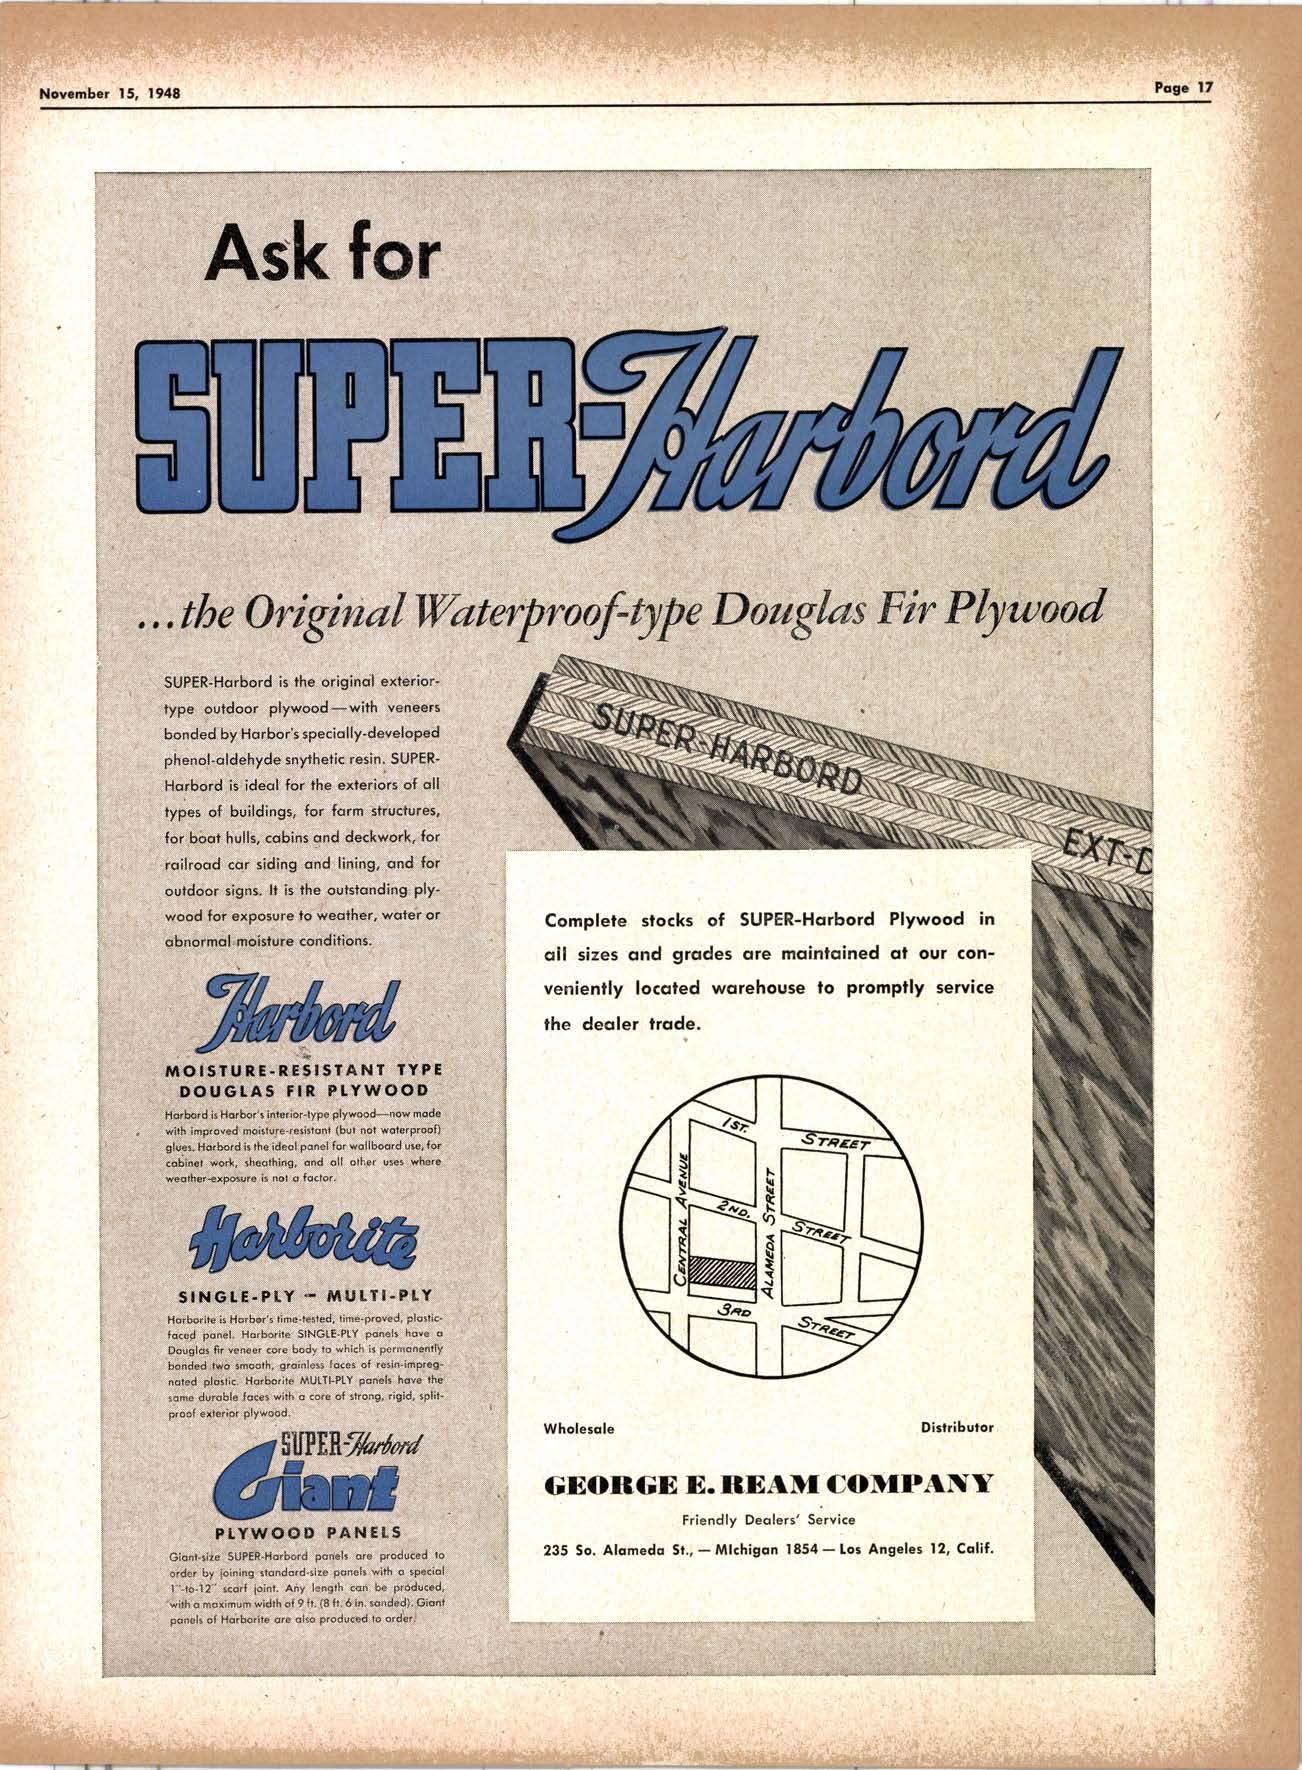 November 15, 1948
Page 17
Ask for
SUPER-Harbord
...the Original Waterproof-type Douglas Fir Plywood
SUPER-Harbord is the original exterior-
type outdoor plywood—with veneers
bonded by Harbor's specially-developed
phenol-aldehyde snythetic resin. SUPER-
Harbord is ideal for the exteriors of all
types of buildings, for farm structures,
for boat hulls, cabins and deckwork, for
railroad car siding and lining, and for
outdoor signs. It is the outstanding ply-
wood for exposure to weather, water or
abnormal moisture conditions.
Harbord
MOISTURE-RESISTANT TYPE
DOUGLAS FIR PLYWOOD
Harbord is Harbor's interior-type plywood—now made
with improved moisture-resistant (but not waterproof)
glues. Harbord is the ideal panel for wallboard use, for
cabinet work, sheathing, and all other uses where
weather-exposure is not a factor.
Harborite
SINGLE-PLY - MULTI-PLY
Harborite is Harbor's time-tested, time-proved, plastic-
faced panel. Harborite SINGLE-PLY panels have a
Douglas fir veneer core body to which is permanently
bonded two smooth, grainless faces of resin-impreg-
nated plastic. Harborite MULTI-PLY panels have the
same durable faces with a core of strong, rigid, split-
proof exterior plywood.
SUPER-Harbord
Giant
PLYWOOD PANELS
Giant-size SUPER-Harbord panels are produced to
order by joining standard-size panels with a special
1"-to-12" scarf joint. Any length can be produced,
with a maximum width of 9 ft. (8 ft. 6 in. sanded). Giant
panels of Harborite are also produced to order.
SUPER-HARBORD
EXT-D
Complete stocks of SUPER-Harbord Plywood in
all sizes and grades are maintained at our con-
veniently located warehouse to promptly service
the dealer trade.
1ST. STREET
CENTRAL AVENUE
ALAMEDA STREET
2ND. STREET
3RD STREET
Wholesale Distributor
GEORGE E. REAM COMPANY
Friendly Dealers' Service
235 So. Alameda St., — MIchigan 1854 — Los Angeles 12, Calif.